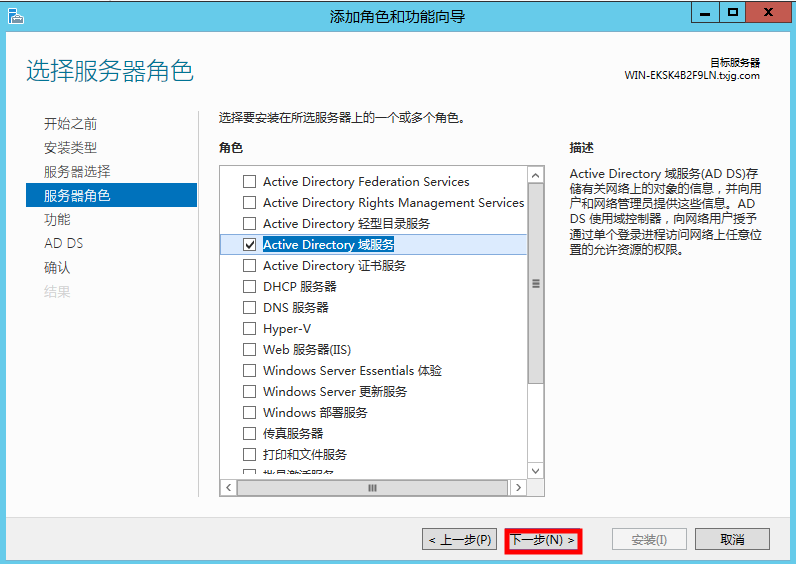 添加角色和功能向导
选择服务器角色
目标服务器
WIN-EKSK4B2F9LN.txjg.com
开始之前
安装类型
服务器选择
服务器角色
功能
AD DS
确认
结果
选择要安装在所选服务器上的一个或多个角色。
角色
Active Directory Federation Services
Active Directory Rights Management Services
Active Directory 轻型目录服务
Active Directory 域服务
Active Directory 证书服务
DHCP 服务器
DNS 服务器
Hyper-V
Web 服务器(IIS)
Windows Server Essentials 体验
Windows Server 更新服务
Windows 部署服务
传真服务器
打印和文件服务
批量激活服务
描述
Active Directory 域服务(AD DS)存
储有关网络上的对象的信息，并向用
户和网络管理员提供这些信息。AD
DS 使用域控制器，向网络用户授予
通过单个登录进程访问网络上任意位
置的允许资源的权限。
< 上一步(P)
下一步(N) >
安装(I)
取消